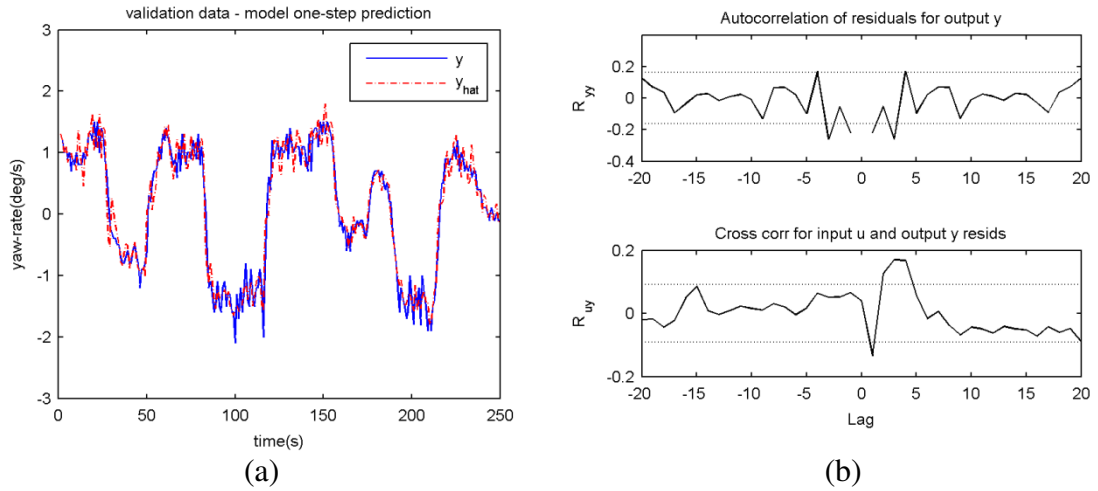 validation data - model one-step prediction
3
2
1
0
-1
-2
-3
yaw-rate(deg/s)
y
y_hat
0 50 100 150 200 250
time(s)
(a)
Autocorrelation of residuals for output y
0.2
0
-0.2
-0.4
R_yy
-20 -15 -10 -5 0 5 10 15 20
Cross corr for input u and output y resids
0.2
0
-0.2
R_uy
-20 -15 -10 -5 0 5 10 15 20
Lag
(b)